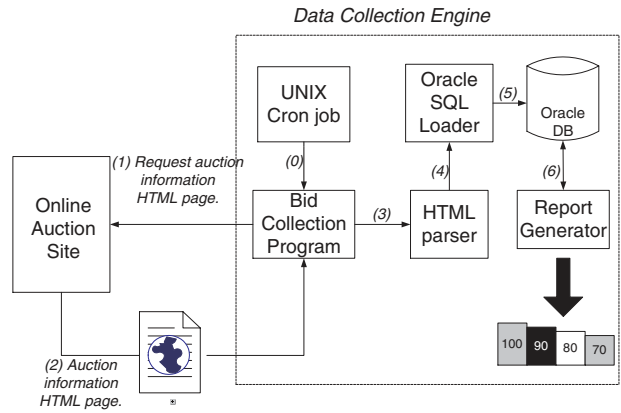 Data Collection Engine
UNIX
Cron job
Oracle
SQL
Loader
(5)
Oracle
DB
(0)
(4)
(6)
(1) Request auction
information
HTML page.
Online
Auction
Site
Bid
Collection
Program
(3)
HTML
parser
Report
Generator
(2) Auction
information
HTML page.
100
90
80
70